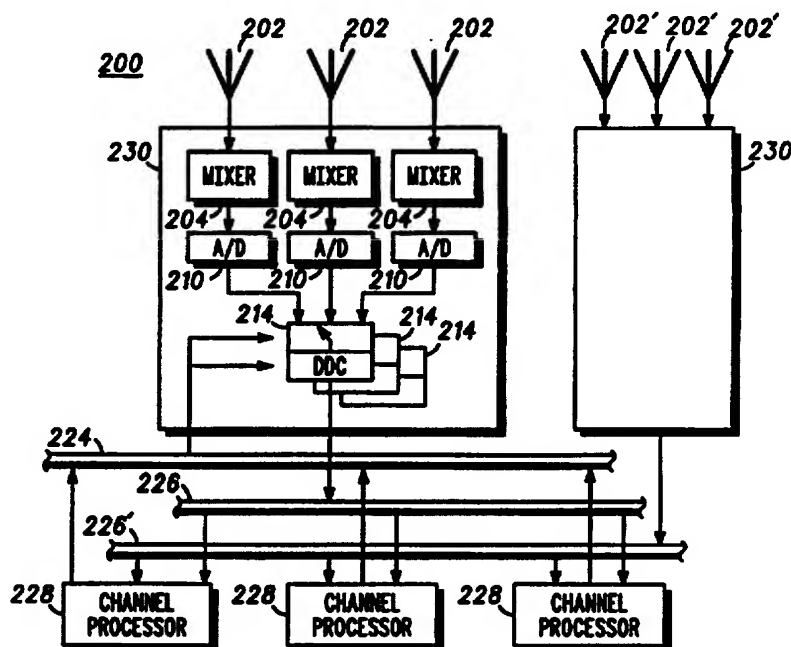 202 202 202 202' 202' 202'
200
230 230
MIXER MIXER MIXER
204 204 204
A/D A/D A/D
210 210 210
214 214 214
DDC
224
226
226'
228 CHANNEL PROCESSOR 228 CHANNEL PROCESSOR 228 CHANNEL PROCESSOR